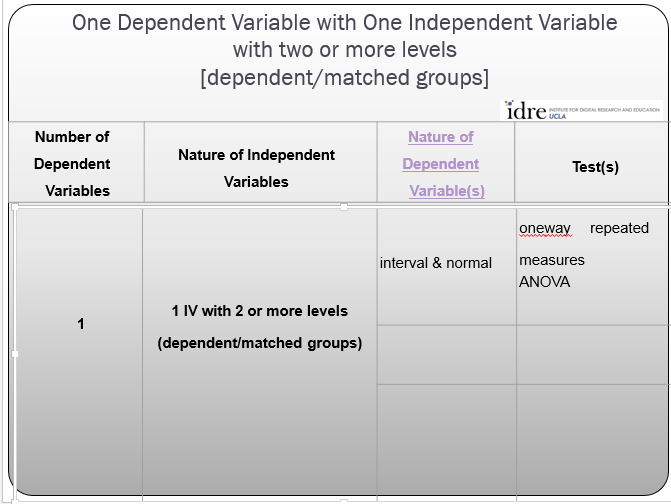 One Dependent Variable with One Independent Variable
with two or more levels
[dependent/matched groups]
idre INSTITUTE FOR DIGITAL RESEARCH AND EDUCATION
UCLA
Number of
Dependent
Variables
Nature of Independent
Variables
Nature of
Dependent
Variable(s)
Test(s)
1
1 IV with 2 or more levels
(dependent/matched groups)
interval & normal
oneway repeated
measures
ANOVA